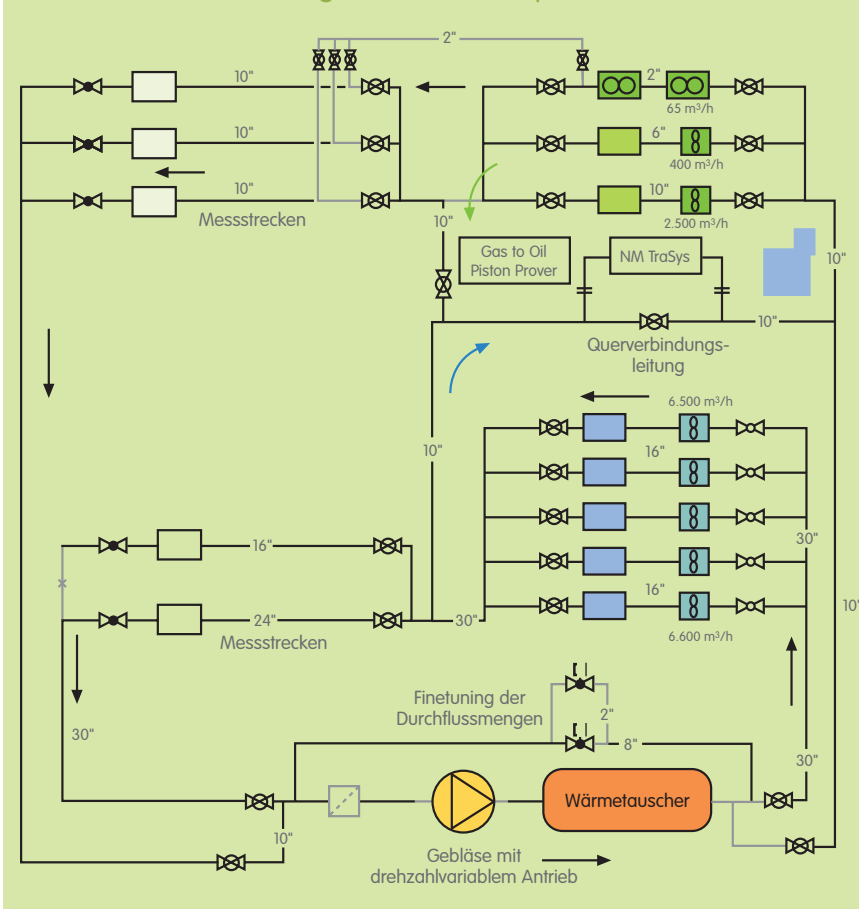 2"
10"
2"
65 m³/h
10"
6"
400 m³/h
10"
10"
2.500 m³/h
Messstrecken
10"
Gas to Oil
Piston Prover
NM TraSys
10"
10"
Querverbindungs-
leitung
6.500 m³/h
10"
16"
16"
30"
16"
24"
30"
10"
6.600 m³/h
Messstrecken
Finetuning der
Durchflussmengen
2"
30"
8"
30"
Wärmetauscher
10"
Gebläse mit
drehzahlvariablem Antrieb